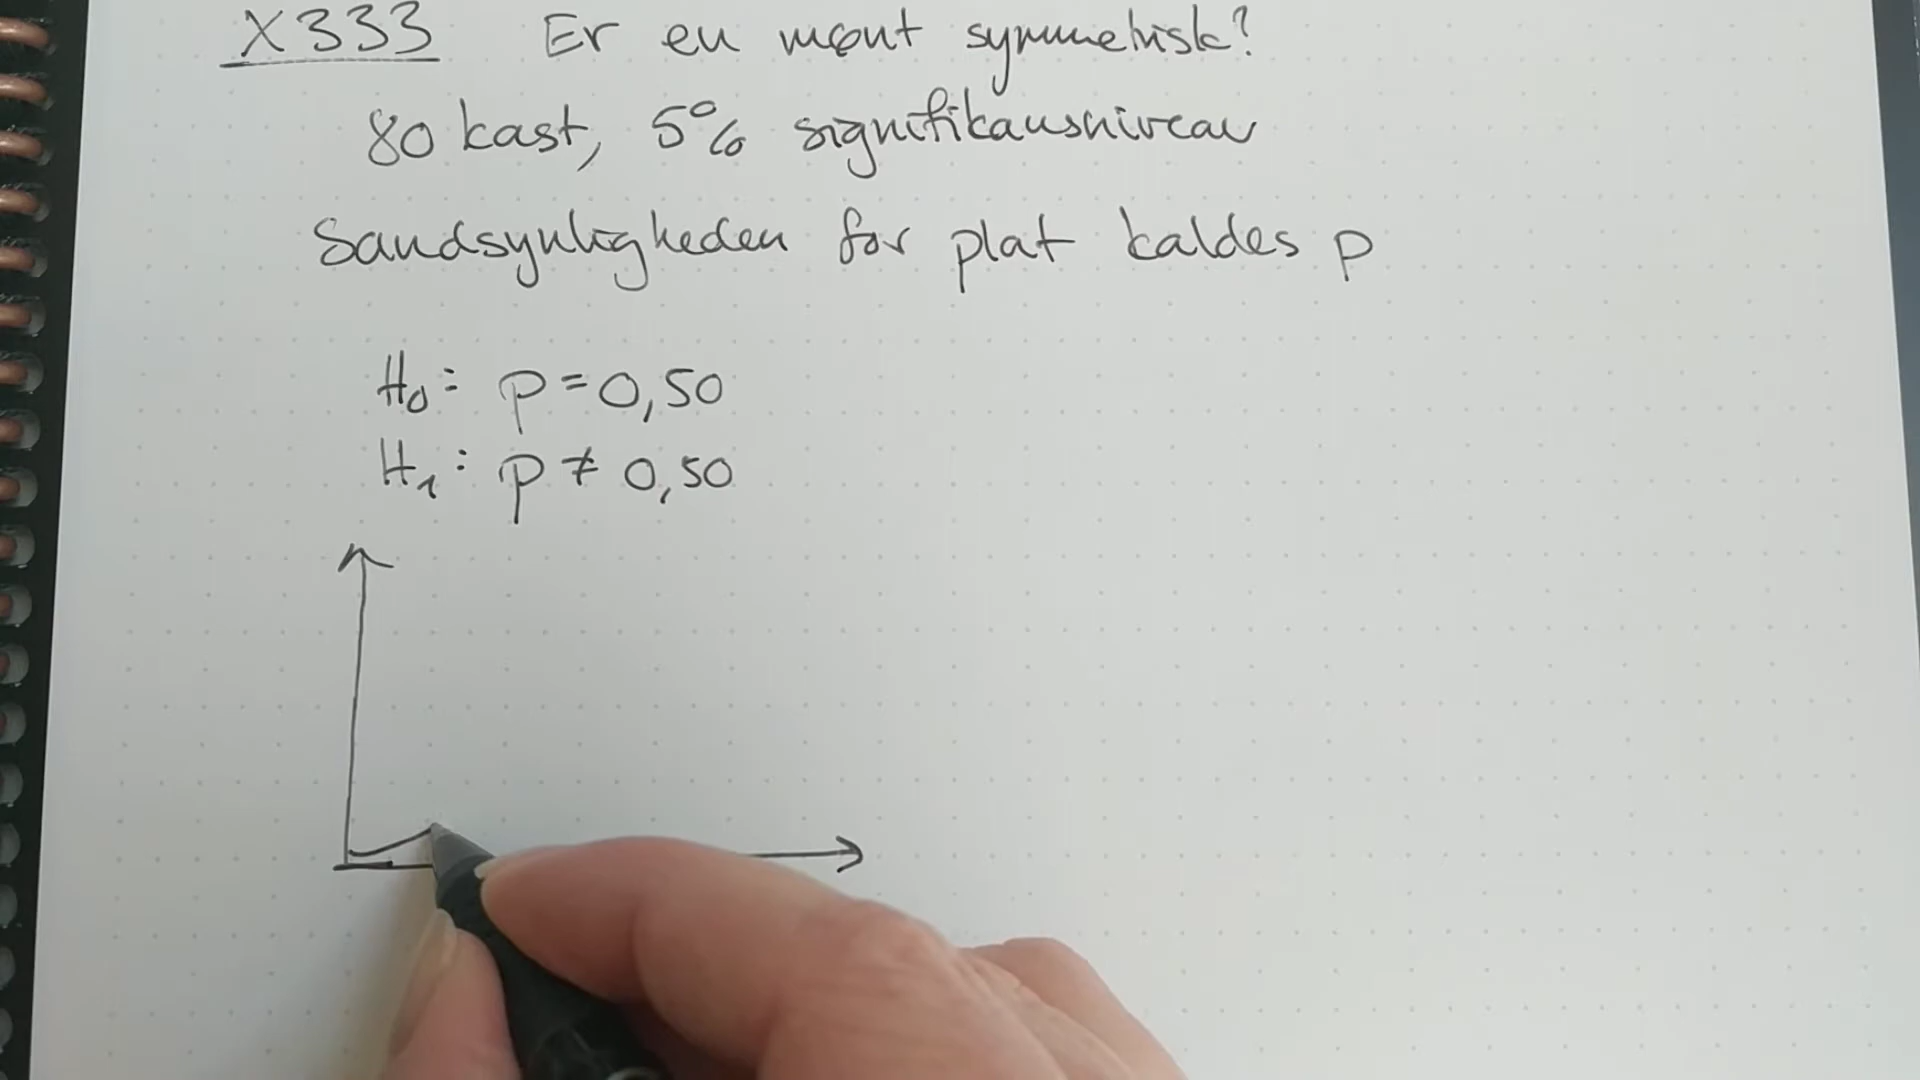 X333 Er en mønt symmetrisk?
80 kast, 5% signifikansniveau
Sandsynligheden for plat kaldes p
H₀: p = 0,50
H₁: p ≠ 0,50